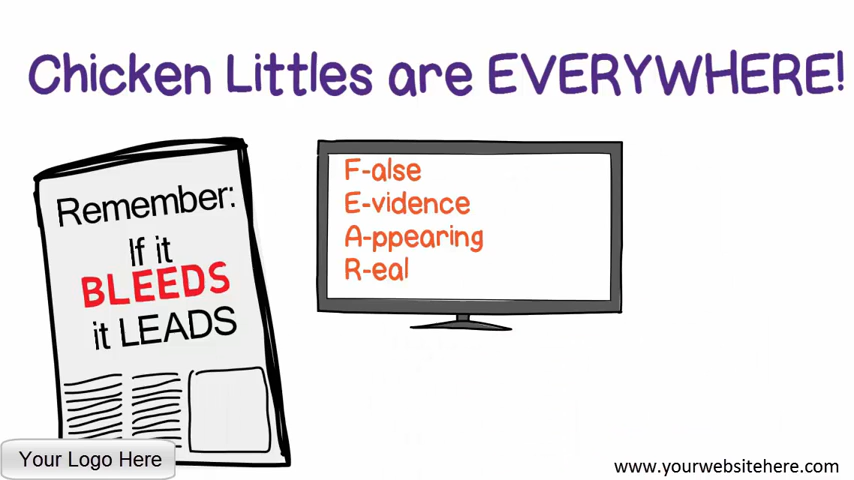 Chicken Littles are EVERYWHERE!
Remember:
If it
BLEEDS
it LEADS
F-alse
E-vidence
A-ppearing
R-eal
Your Logo Here
www.yourwebsitehere.com